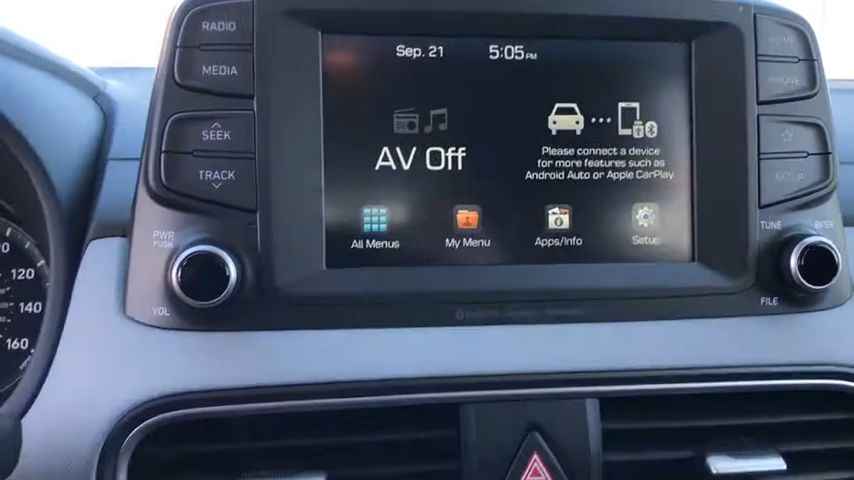 RADIO
MEDIA
SEEK
TRACK
PWR
PUSH
VOL
Sep. 21
5:05 PM
AV Off
Please connect a device
for more features such as
Android Auto or Apple CarPlay
All Menus
My Menu
Apps/Info
Setup
HOME
PHONE
SETUP
TUNE
ENTER
FILE
120
140
160